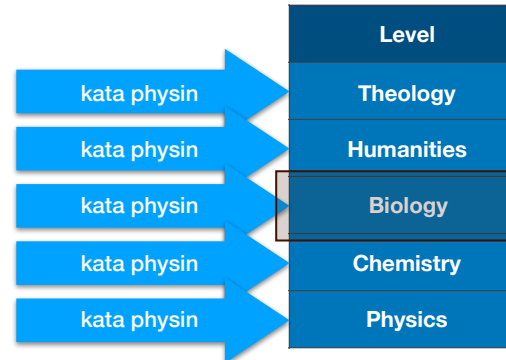 Level
kata physin Theology
kata physin Humanities
kata physin Biology
kata physin Chemistry
kata physin Physics